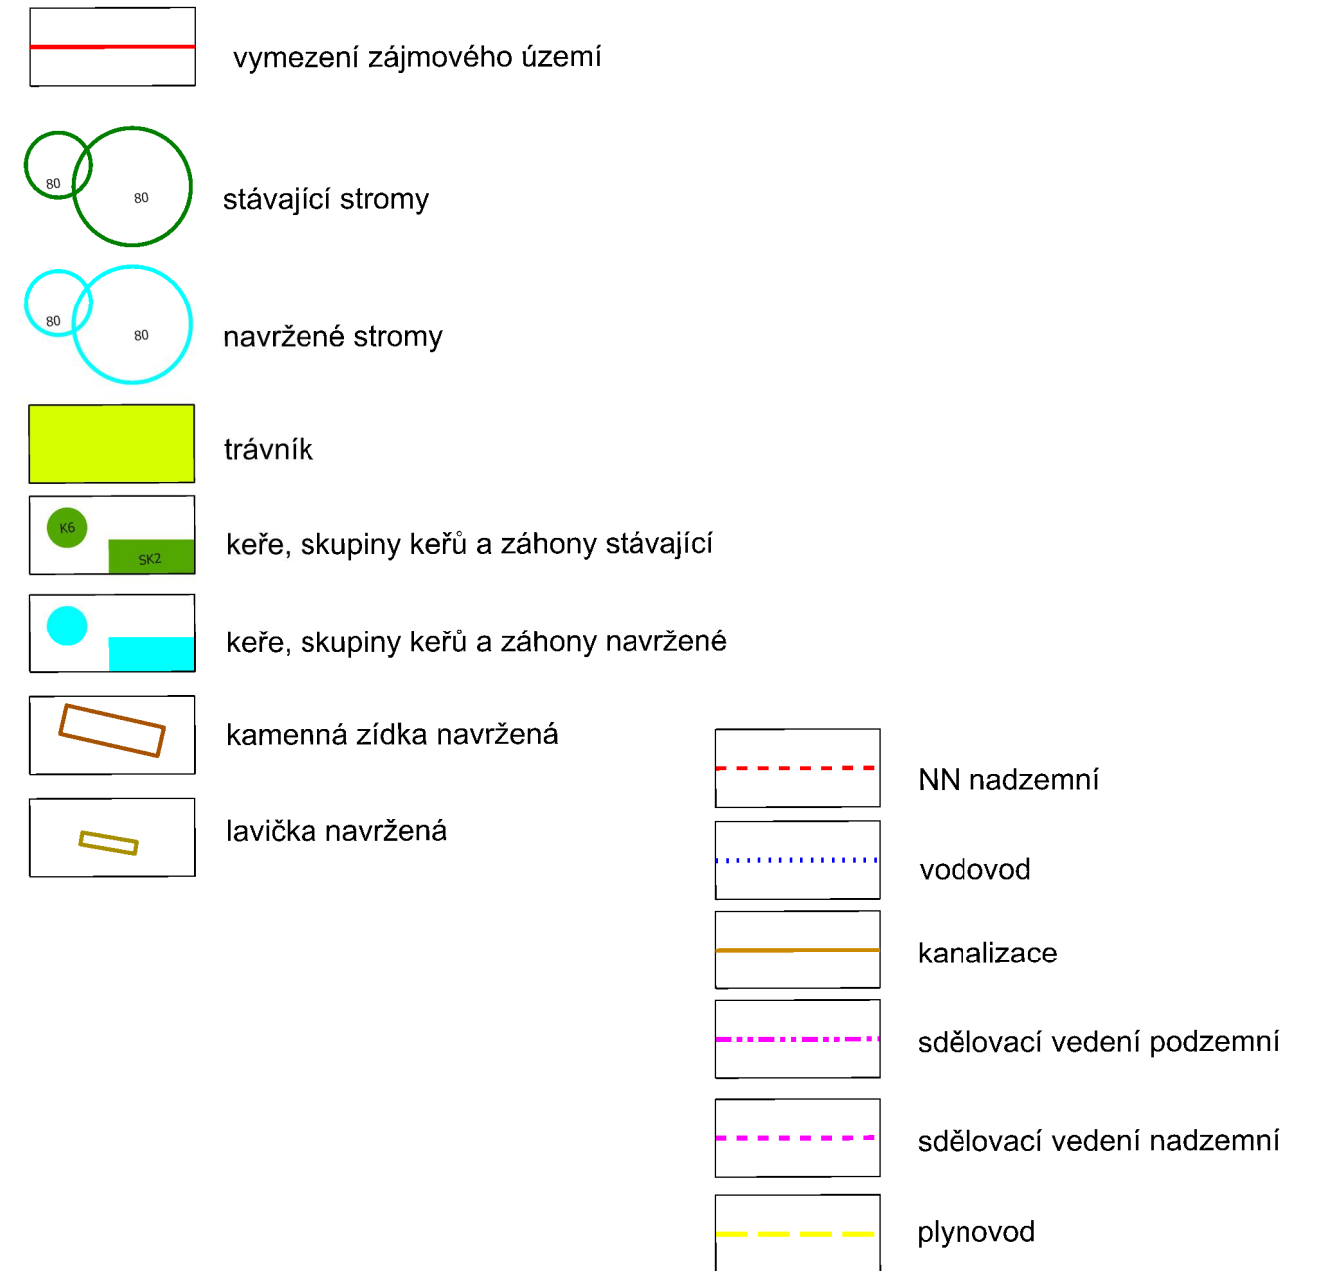 vymezení zájmového území
80
80
stávající stromy
80
80
navržené stromy
trávník
K6
SK2
keře, skupiny keřů a záhony stávající
keře, skupiny keřů a záhony navržené
kamenná zídka navržená
lavička navržená
NN nadzemní
vodovod
kanalizace
sdělovací vedení podzemní
sdělovací vedení nadzemní
plynovod